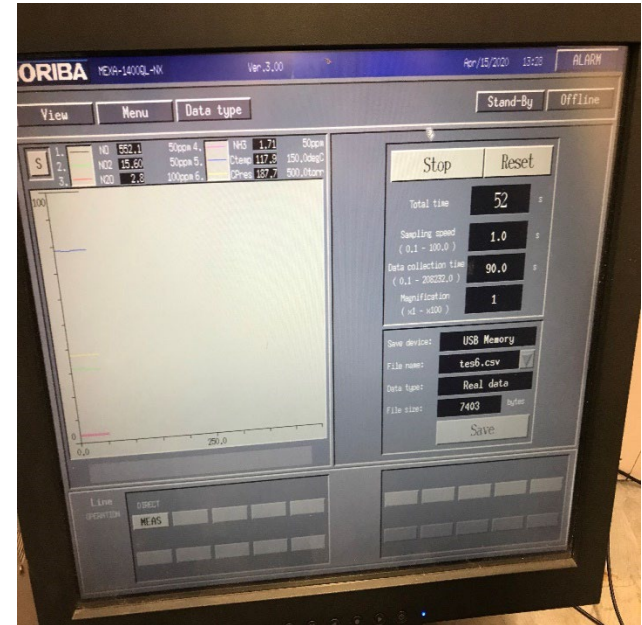 ORIBA MEXA-1400QL-NX Ver.3.00 Apr/15/2020 13:28 ALARM
View Menu Data type Stand-By Offline
S 1. NO 552.1 50ppm 4. NH3 1.71 50ppm
2. NO2 15.60 50ppm 5. Ctemp 117.9 150.0degC
3. N2O 2.8 100ppm 6. CPres 187.7 500.0torr
100
0
0.0 250.0
Stop Reset
Total time 52 s
Sampling speed 1.0 s
( 0.1 - 100.0 )
Data collection time 90.0 s
( 0.1 - 208232.0 )
Magnification 1
( x1 - x100 )
Save device: USB Memory
File name: tes6.csv
Data type: Real data
File size: 7403 bytes
Save
Line DIRECT
OPERATION MEAS